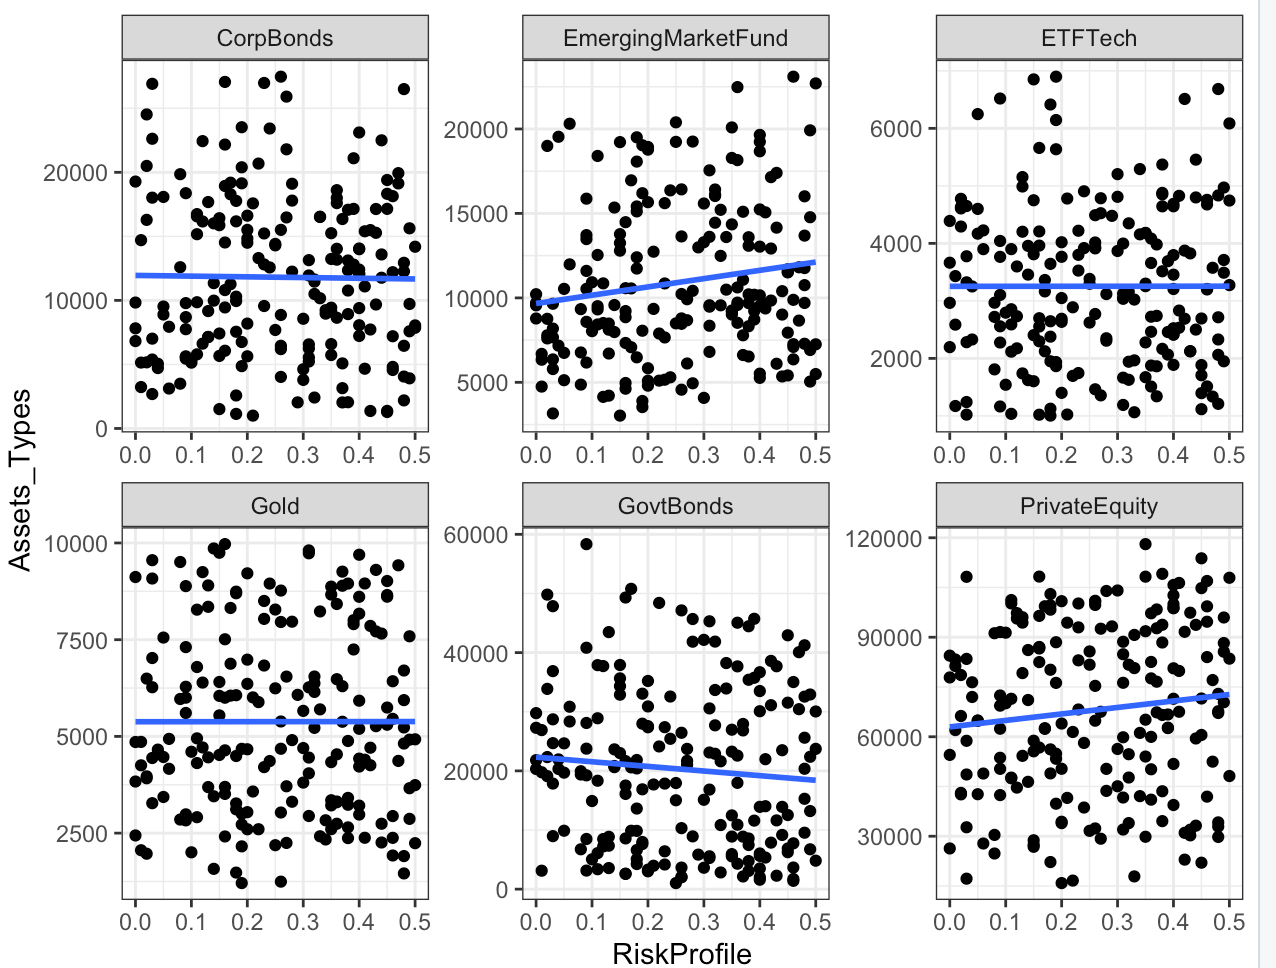 CorpBonds
EmergingMarketFund
ETFTech
20000
10000
0
20000
15000
10000
5000
6000
4000
2000
0.0 0.1 0.2 0.3 0.4 0.5
0.0 0.1 0.2 0.3 0.4 0.5
0.0 0.1 0.2 0.3 0.4 0.5
Assets_Types
Gold
GovtBonds
PrivateEquity
10000
7500
5000
2500
60000
40000
20000
0
120000
90000
60000
30000
0.0 0.1 0.2 0.3 0.4 0.5
0.0 0.1 0.2 0.3 0.4 0.5
0.0 0.1 0.2 0.3 0.4 0.5
RiskProfile